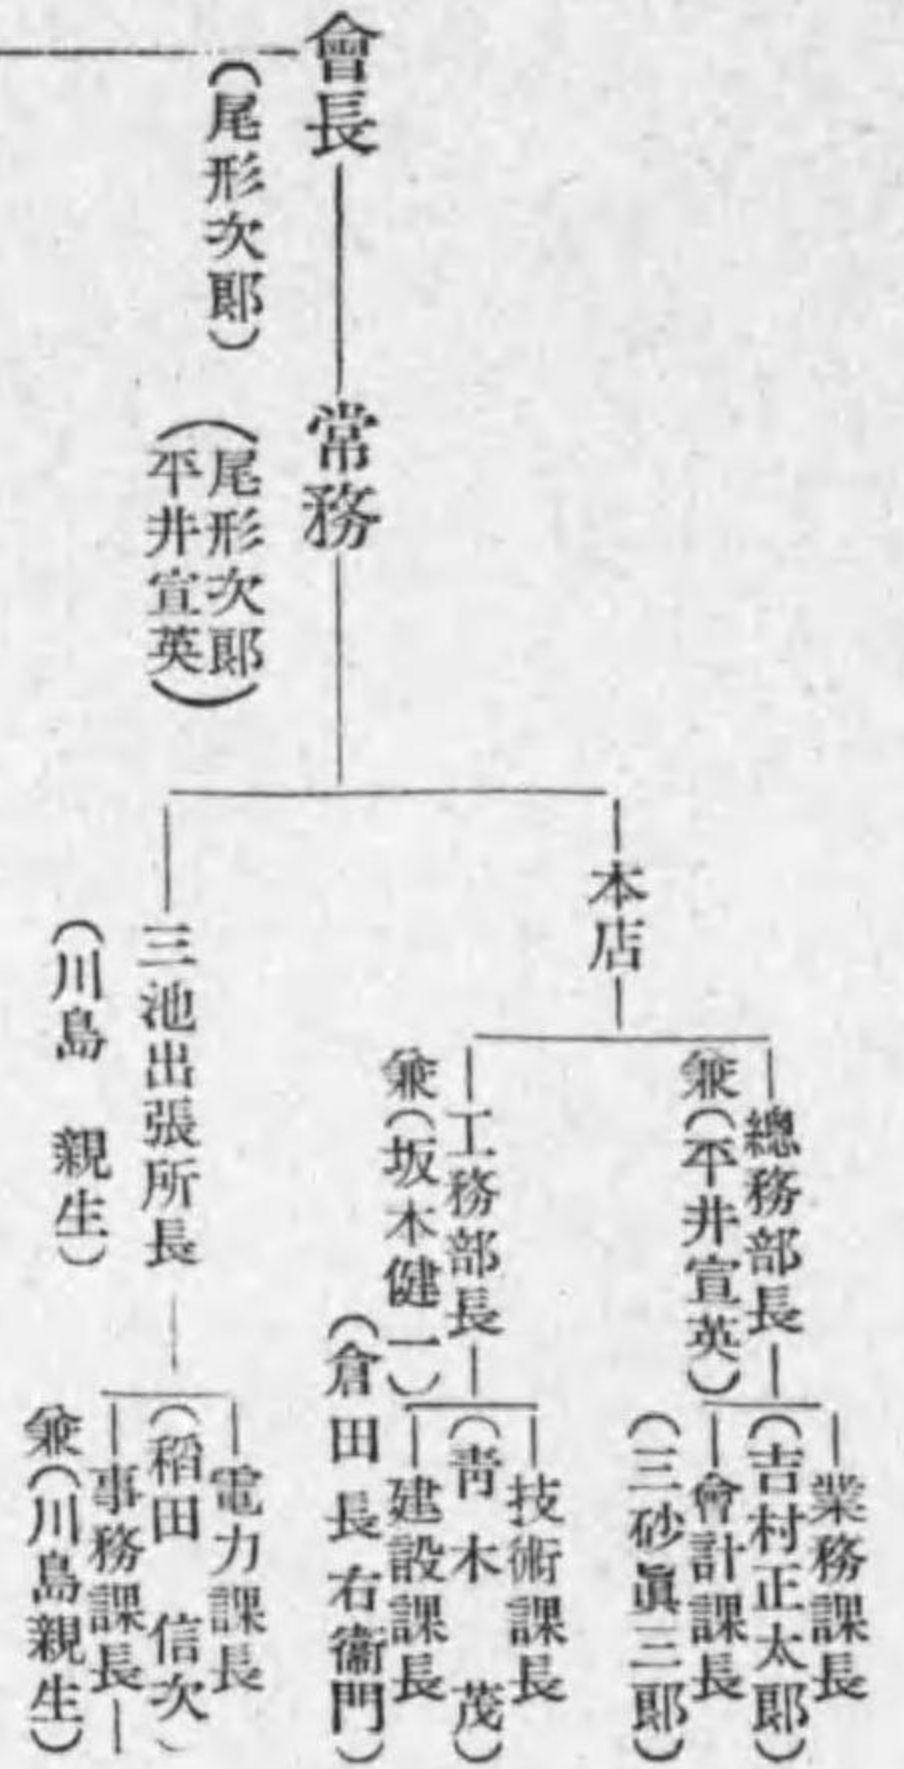 會長
(尾形次郎)
常務
(尾形次郎
平井宣英)
本店
總務部長
兼(平井宣英)
業務課長
(吉村正太郎)
會計課長
(三砂眞三郎)
工務部長
兼(坂本健一)
技術課長
(靑木 茂)
建設課長
(倉田長右衞門)
三池出張所長
(川島 親生)
電力課長
(稻田 信次)
事務課長
兼(川島親生)